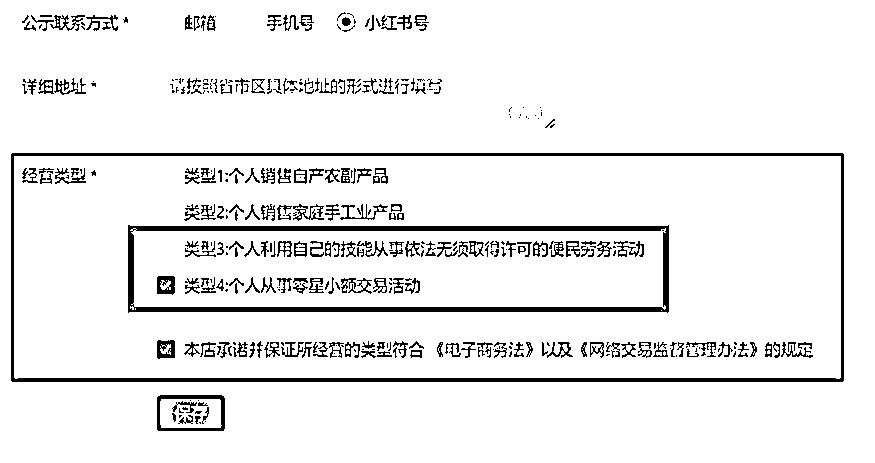 公示联系方式 * 邮箱 手机号 小红书号
详细地址 * 请按照省市区具体地址的形式进行填写
经营类型 * 类型1:个人销售自产农副产品
类型2:个人销售家庭手工业产品
类型3:个人利用自己的技能从事依法无须取得许可的便民劳务活动
类型4:个人从事零星小额交易活动
本店承诺并保证所经营的类型符合 《电子商务法》以及《网络交易监督管理办法》的规定
保存